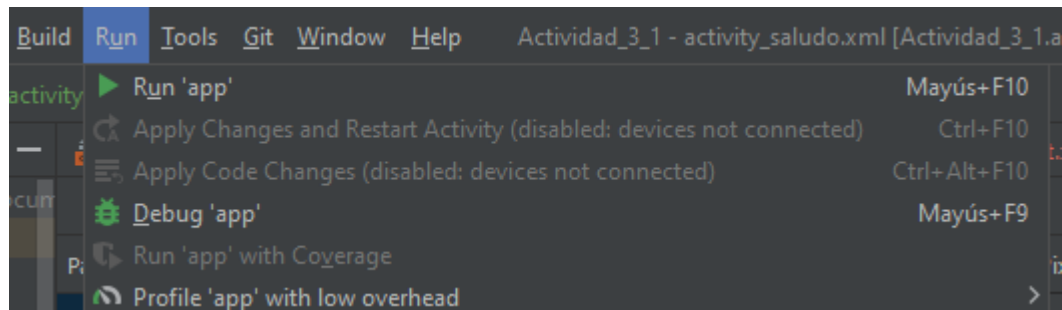 Build Run Tools Git Window Help Actividad_3_1 - activity_saludo.xml [Actividad_3_1.a
activity
Run 'app' Mayús+F10
Apply Changes and Restart Activity (disabled: devices not connected) Ctrl+F10
Apply Code Changes (disabled: devices not connected) Ctrl+Alt+F10
Debug 'app' Mayús+F9
Run 'app' with Coverage
Profile 'app' with low overhead